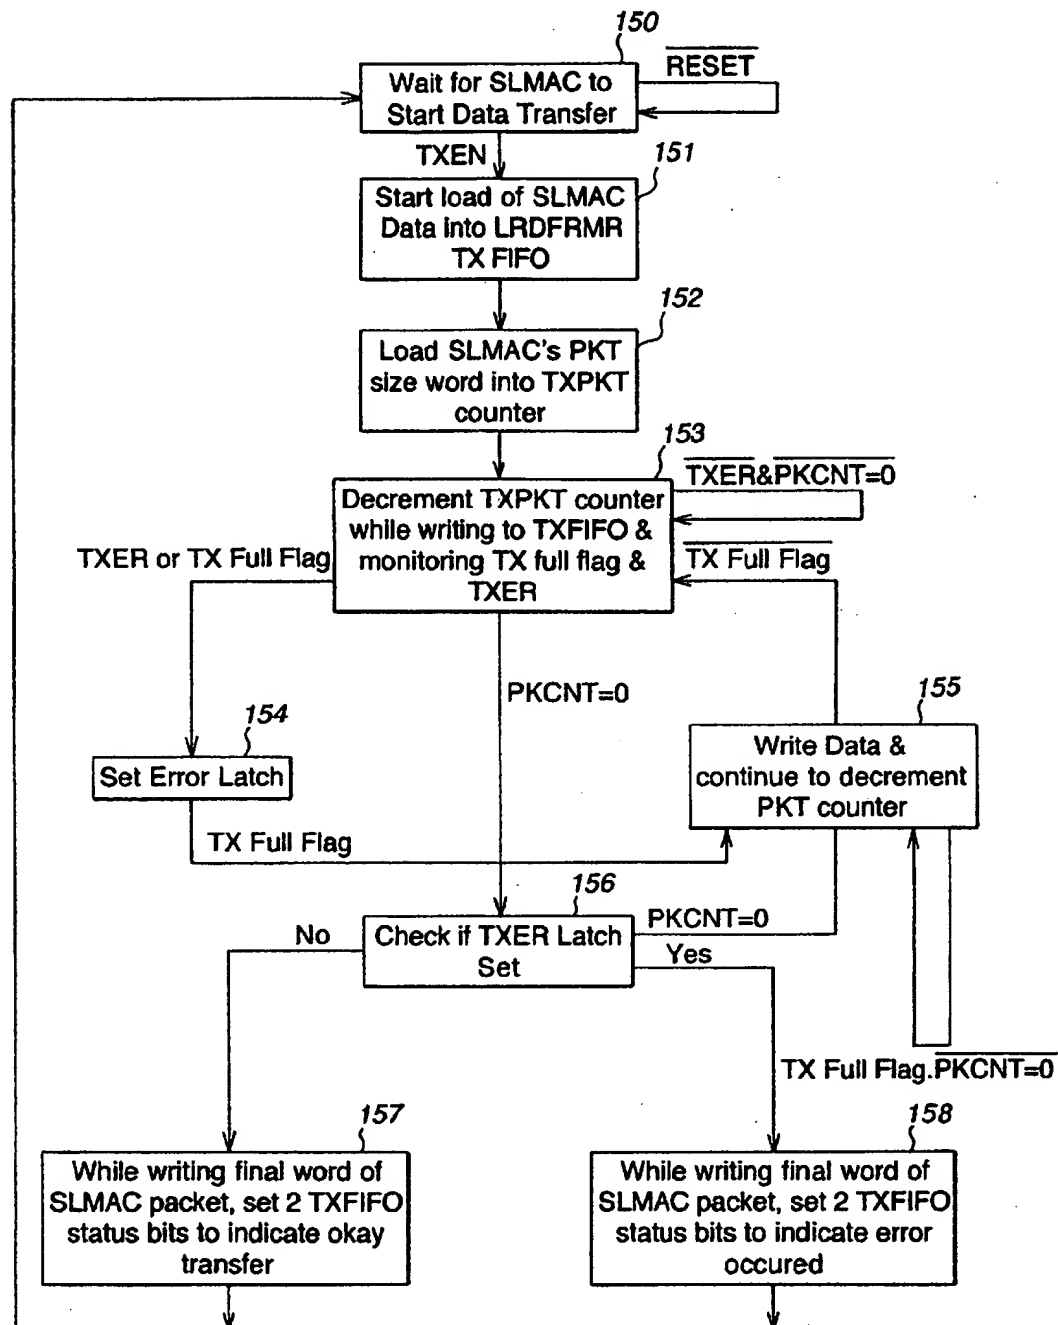 150
Wait for SLMAC to
Start Data Transfer
RESET
TXEN
151
Start load of SLMAC
Data into LRDFRMR
TX FIFO
152
Load SLMAC's PKT
size word into TXPKT
counter
153
TXER&PKCNT=0
Decrement TXPKT counter
while writing to TXFIFO &
monitoring TX full flag &
TXER
TXER or TX Full Flag
TX Full Flag
PKCNT=0
154
Set Error Latch
155
Write Data &
continue to decrement
PKT counter
TX Full Flag
156
Check if TXER Latch
Set
No
PKCNT=0
Yes
TX Full Flag.PKCNT=0
157
While writing final word of
SLMAC packet, set 2 TXFIFO
status bits to indicate okay
transfer
158
While writing final word of
SLMAC packet, set 2 TXFIFO
status bits to indicate error
occured